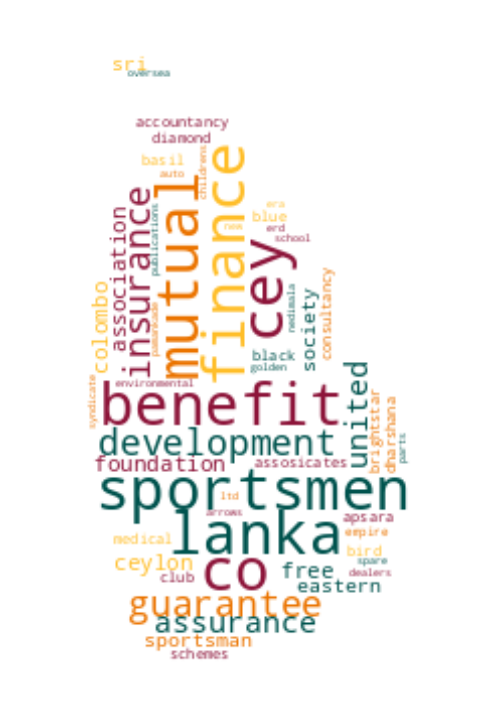 sri
oversea
accountancy
diamond
basil
auto
childrens
mutual
finance
insurance
association
publications
colombo
new
era
blue
erd
school
cey
nedimala
society
consultancy
black
golden
environmental
syndicate
benefit
united
brightstar
dharshana
parts
development
foundation
assosicates
sportsmen
ltd
arrows
lanka
apsara
empire
medical
bird
ceylon
spare
club
co
free
dealers
eastern
guarantee
assurance
sportsman
schemes